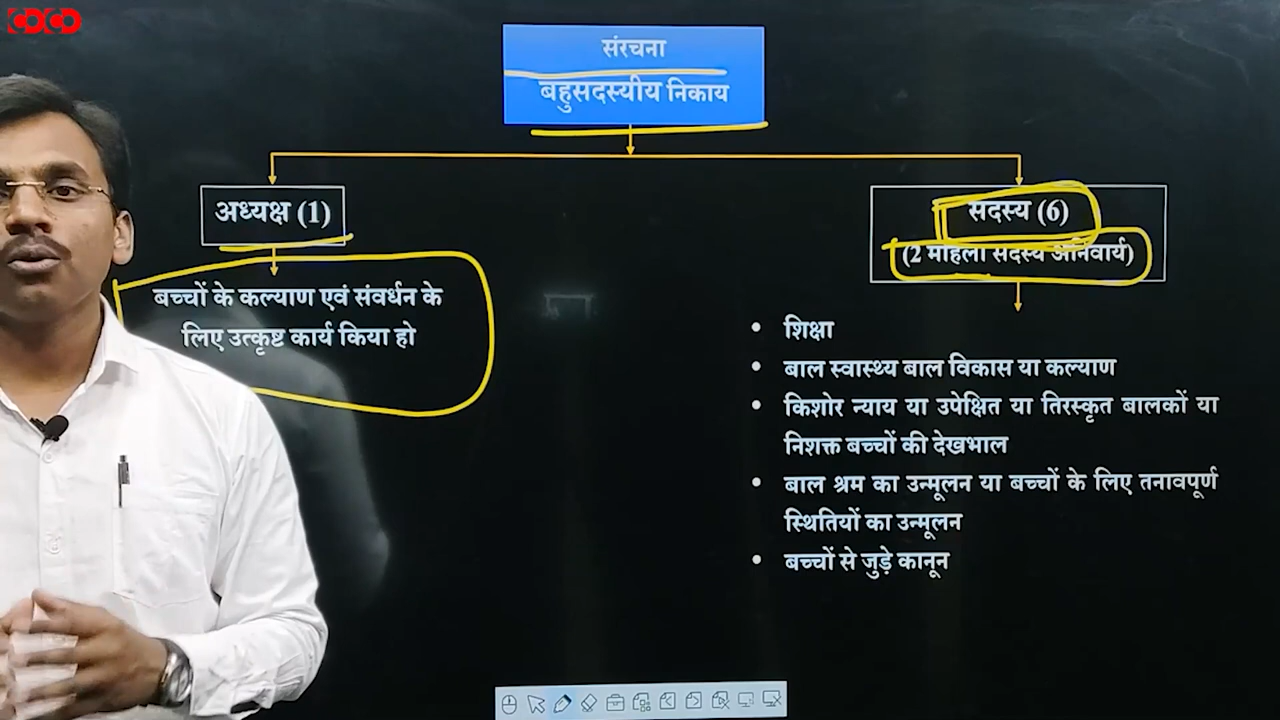 COCO
संरचना
बहुसदस्यीय निकाय
अध्यक्ष (1)
सदस्य (6)
(2 महिला सदस्य अनिवार्य)
बच्चों के कल्याण एवं संवर्धन के
लिए उत्कृष्ट कार्य किया हो
• शिक्षा
• बाल स्वास्थ्य बाल विकास या कल्याण
• किशोर न्याय या उपेक्षित या तिरस्कृत बालकों या
निशक्त बच्चों की देखभाल
• बाल श्रम का उन्मूलन या बच्चों के लिए तनावपूर्ण
स्थितियों का उन्मूलन
• बच्चों से जुड़े कानून